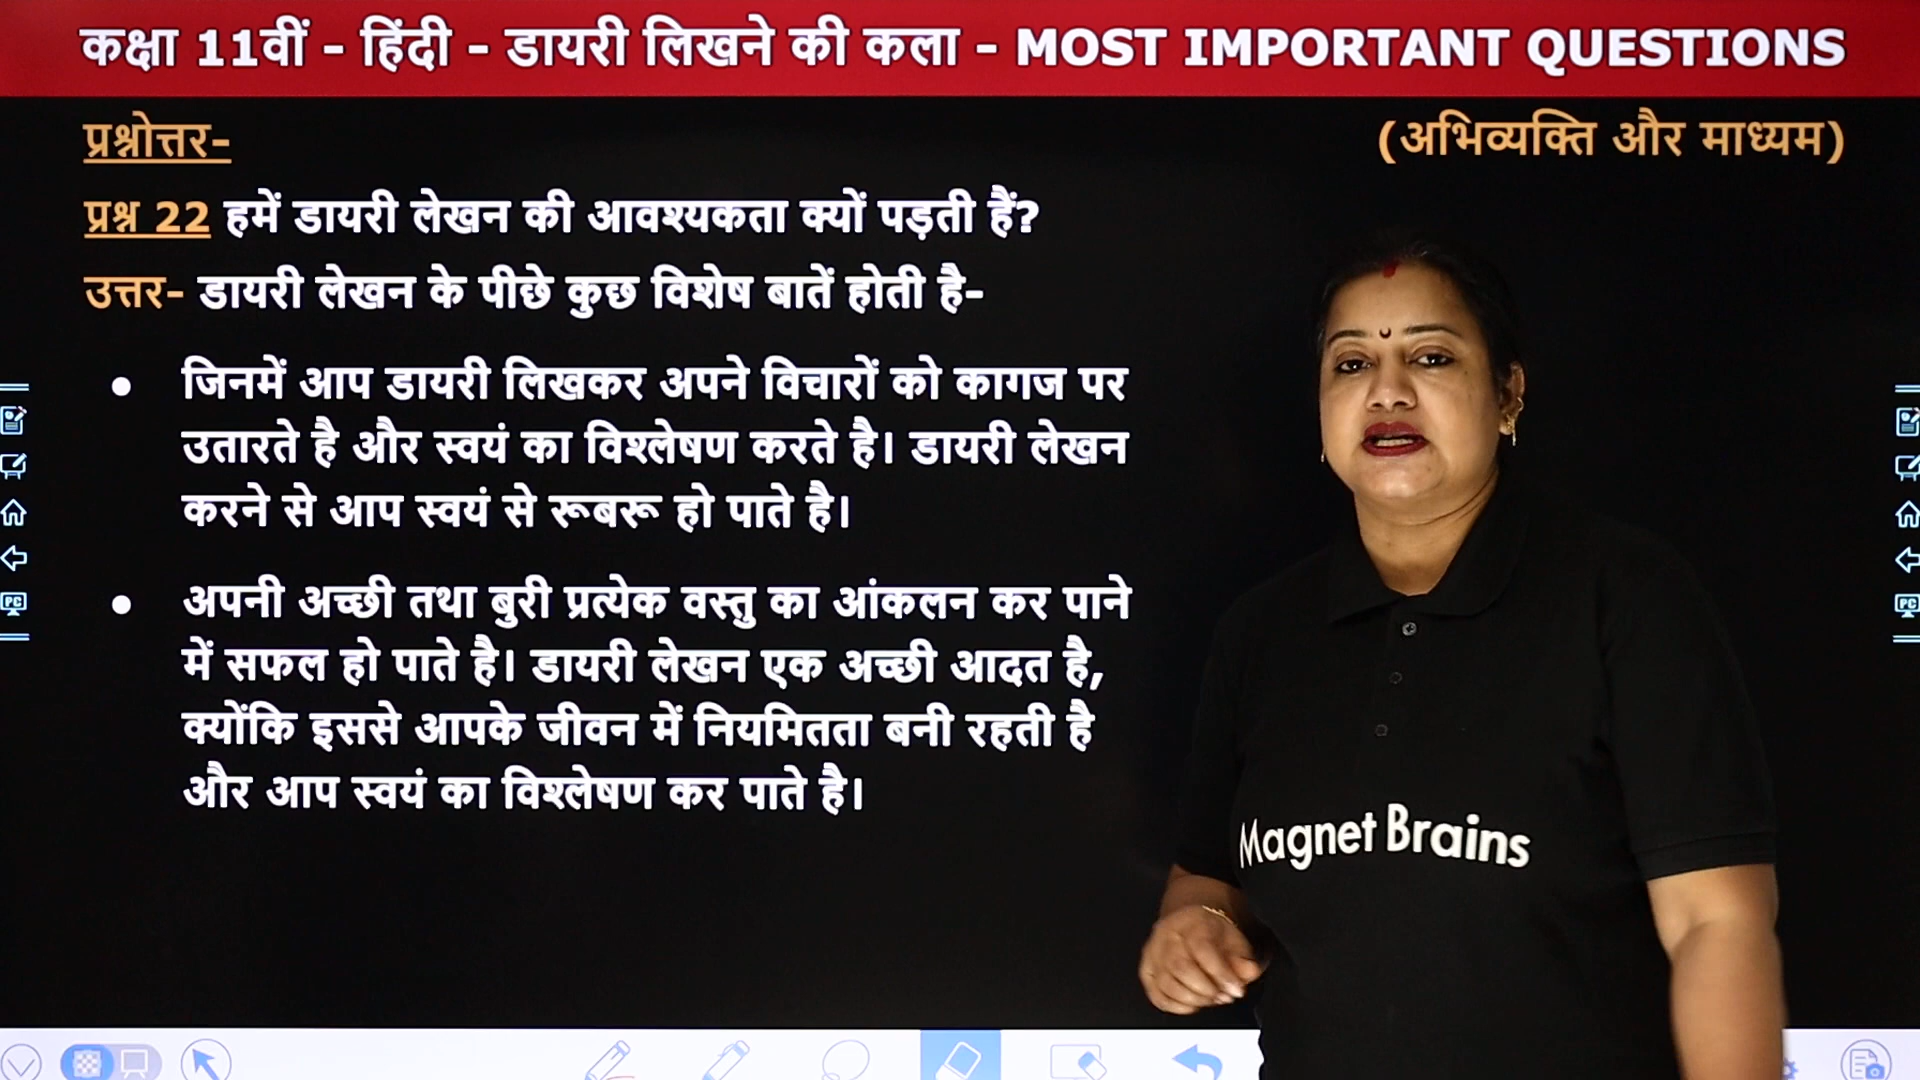 कक्षा 11वीं - हिंदी - डायरी लिखने की कला - MOST IMPORTANT QUESTIONS
प्रश्नोत्तर-
(अभिव्यक्ति और माध्यम)
प्रश्न 22 हमें डायरी लेखन की आवश्यकता क्यों पड़ती हैं?
उत्तर- डायरी लेखन के पीछे कुछ विशेष बातें होती है-
• जिनमें आप डायरी लिखकर अपने विचारों को कागज पर
उतारते है और स्वयं का विश्लेषण करते है। डायरी लेखन
करने से आप स्वयं से रूबरू हो पाते है।
• अपनी अच्छी तथा बुरी प्रत्येक वस्तु का आंकलन कर पाने
में सफल हो पाते है। डायरी लेखन एक अच्छी आदत है,
क्योंकि इससे आपके जीवन में नियमितता बनी रहती है
और आप स्वयं का विश्लेषण कर पाते है।
Magnet Brains
PC
PC